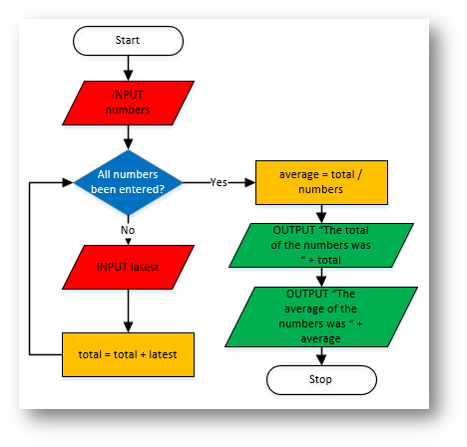 Start
INPUT
numbers
All numbers
been entered?
Yes
No
INPUT latest
total = total + latest
average = total /
numbers
OUTPUT “The total
of the numbers was
“ + total
OUTPUT “The
average of the
numbers was “ +
average
Stop